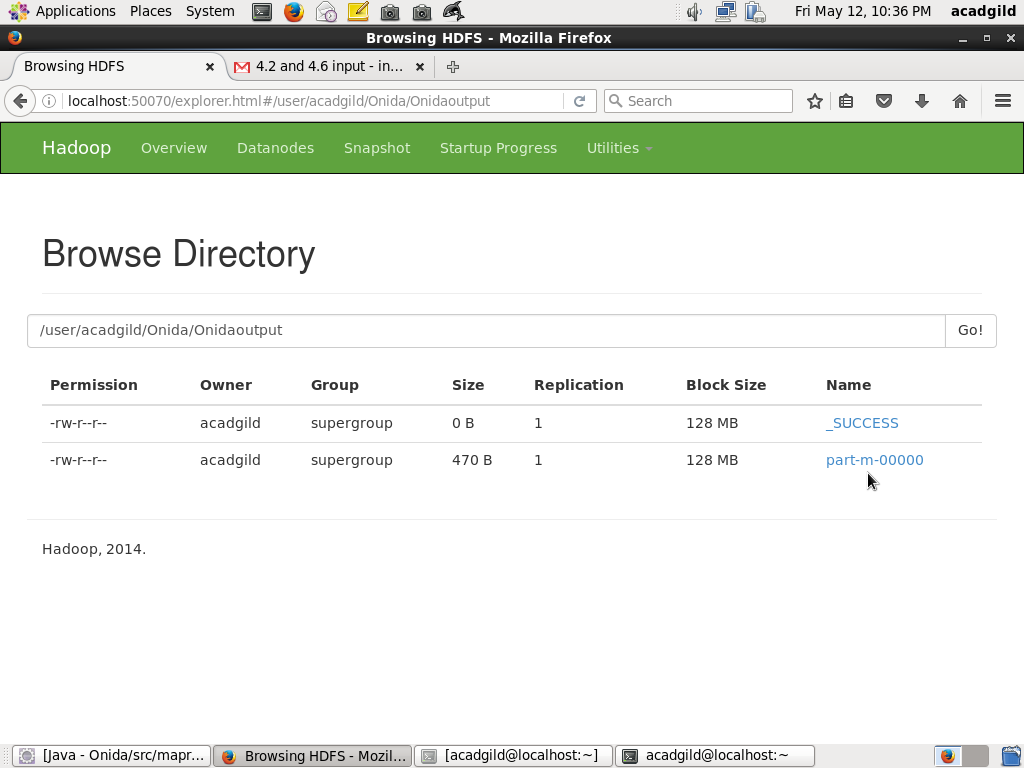 Applications Places System Fri May 12, 10:36 PM acadgild
Browsing HDFS - Mozilla Firefox
Browsing HDFS 4.2 and 4.6 input - in...
localhost:50070/explorer.html#/user/acadgild/Onida/Onidaoutput Search
Hadoop Overview Datanodes Snapshot Startup Progress Utilities
Browse Directory
/user/acadgild/Onida/Onidaoutput Go!
Permission Owner Group Size Replication Block Size Name
-rw-r--r-- acadgild supergroup 0 B 1 128 MB _SUCCESS
-rw-r--r-- acadgild supergroup 470 B 1 128 MB part-m-00000
Hadoop, 2014.
[Java - Onida/src/mapr... Browsing HDFS - Mozil... [acadgild@localhost:~] acadgild@localhost:~